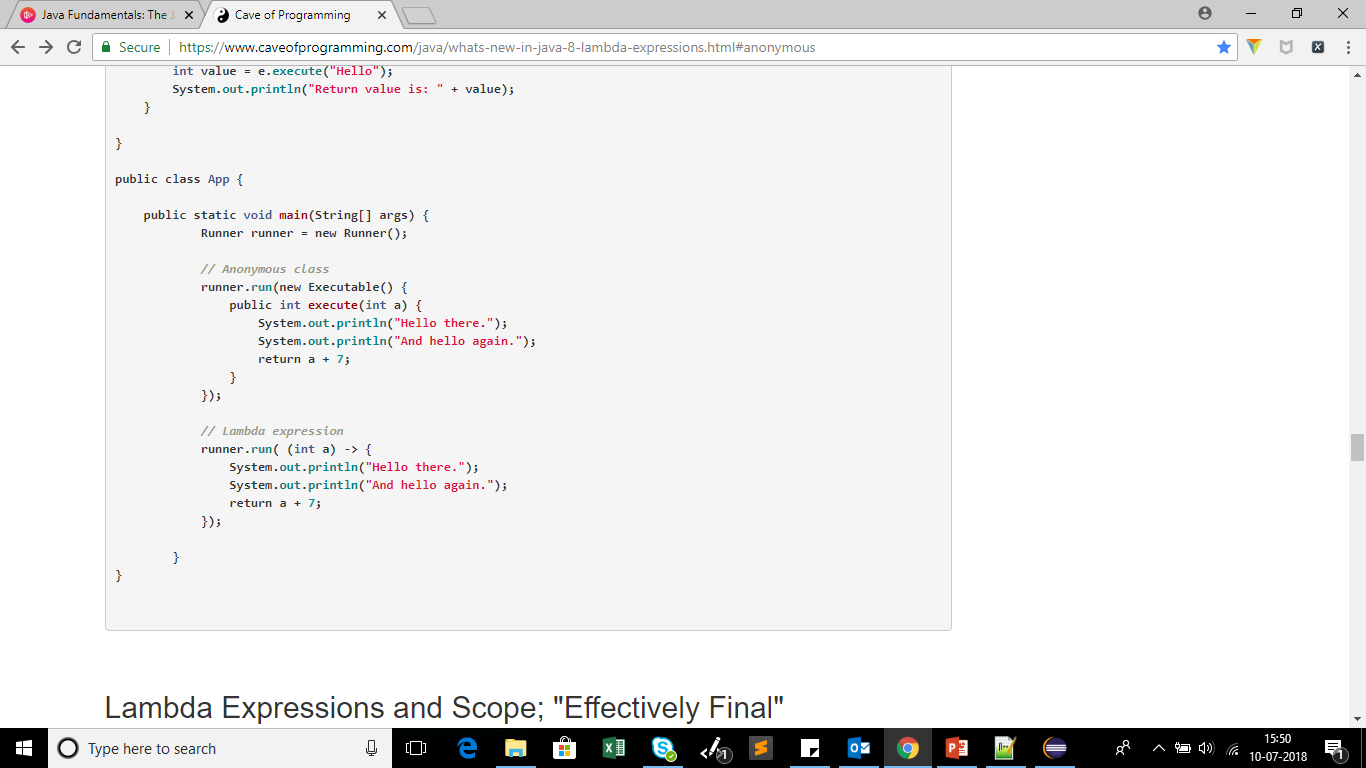 Java Fundamentals: The J
Cave of Programming
Secure
https://www.caveofprogramming.com/java/whats-new-in-java-8-lambda-expressions.html#anonymous
int value = e.execute("Hello");
System.out.println("Return value is: " + value);
}
}
public class App {
public static void main(String[] args) {
Runner runner = new Runner();
// Anonymous class
runner.run(new Executable() {
public int execute(int a) {
System.out.println("Hello there.");
System.out.println("And hello again.");
return a + 7;
}
});
// Lambda expression
runner.run( (int a) -> {
System.out.println("Hello there.");
System.out.println("And hello again.");
return a + 7;
});
}
}
Lambda Expressions and Scope; "Effectively Final"
Type here to search
15:50
10-07-2018